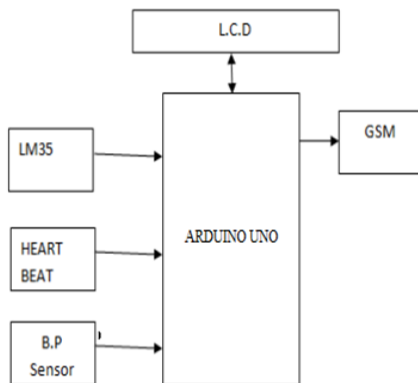 L.C.D
GSM
LM35
ARDUINO UNO
HEART
BEAT
B.P
Sensor